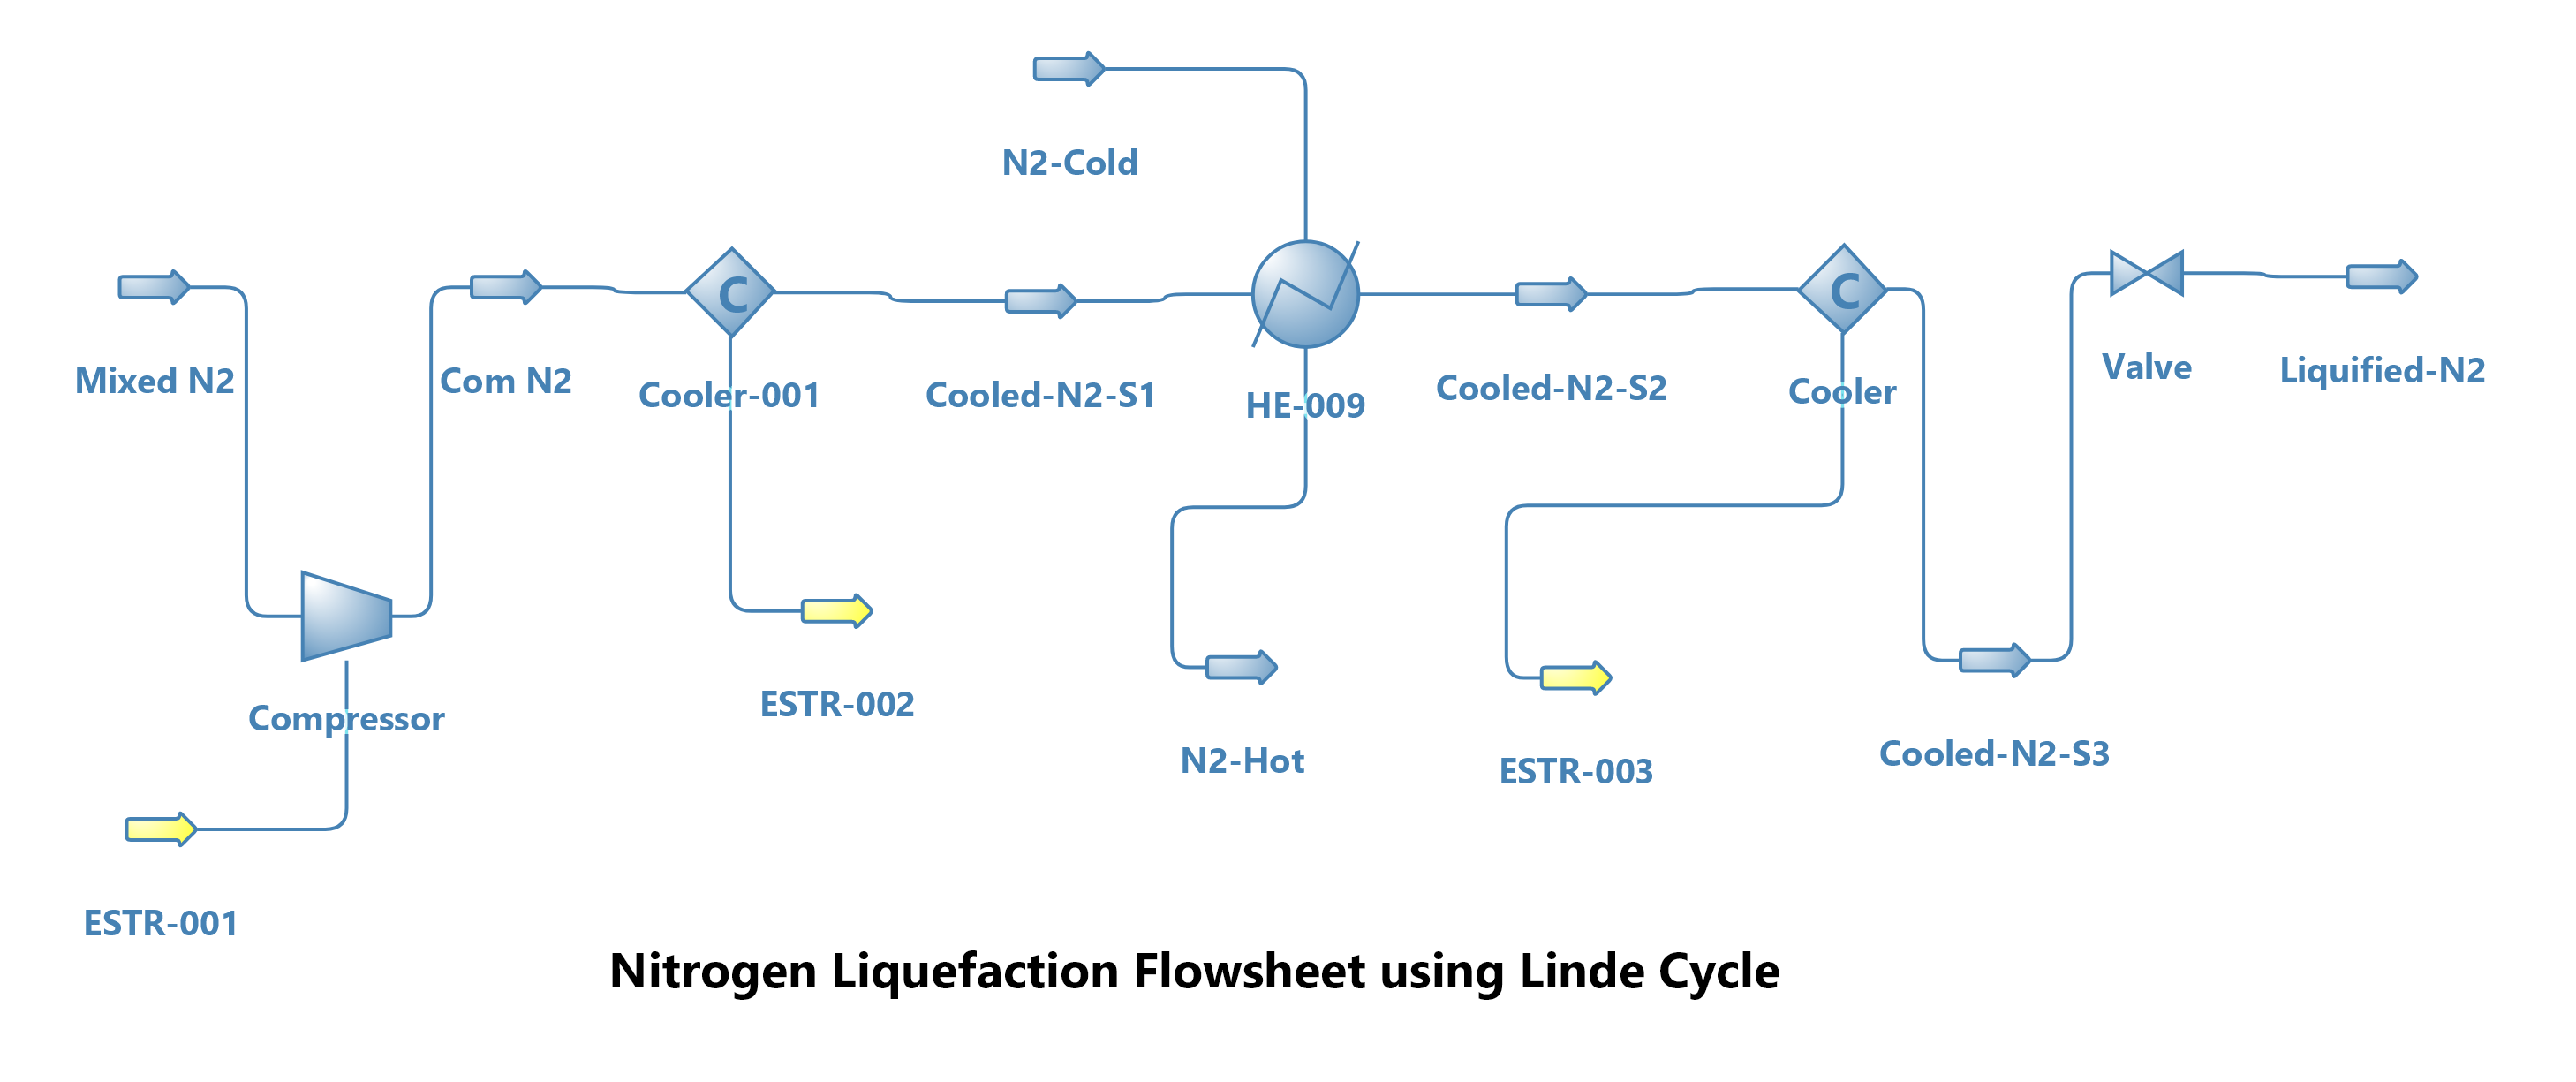 N2-Cold
C
C
Mixed N2
Com N2
Cooler-001
Cooled-N2-S1
HE-009
Cooled-N2-S2
Cooler
Valve
Liquified-N2
Compressor
ESTR-002
N2-Hot
ESTR-003
Cooled-N2-S3
ESTR-001
Nitrogen Liquefaction Flowsheet using Linde Cycle